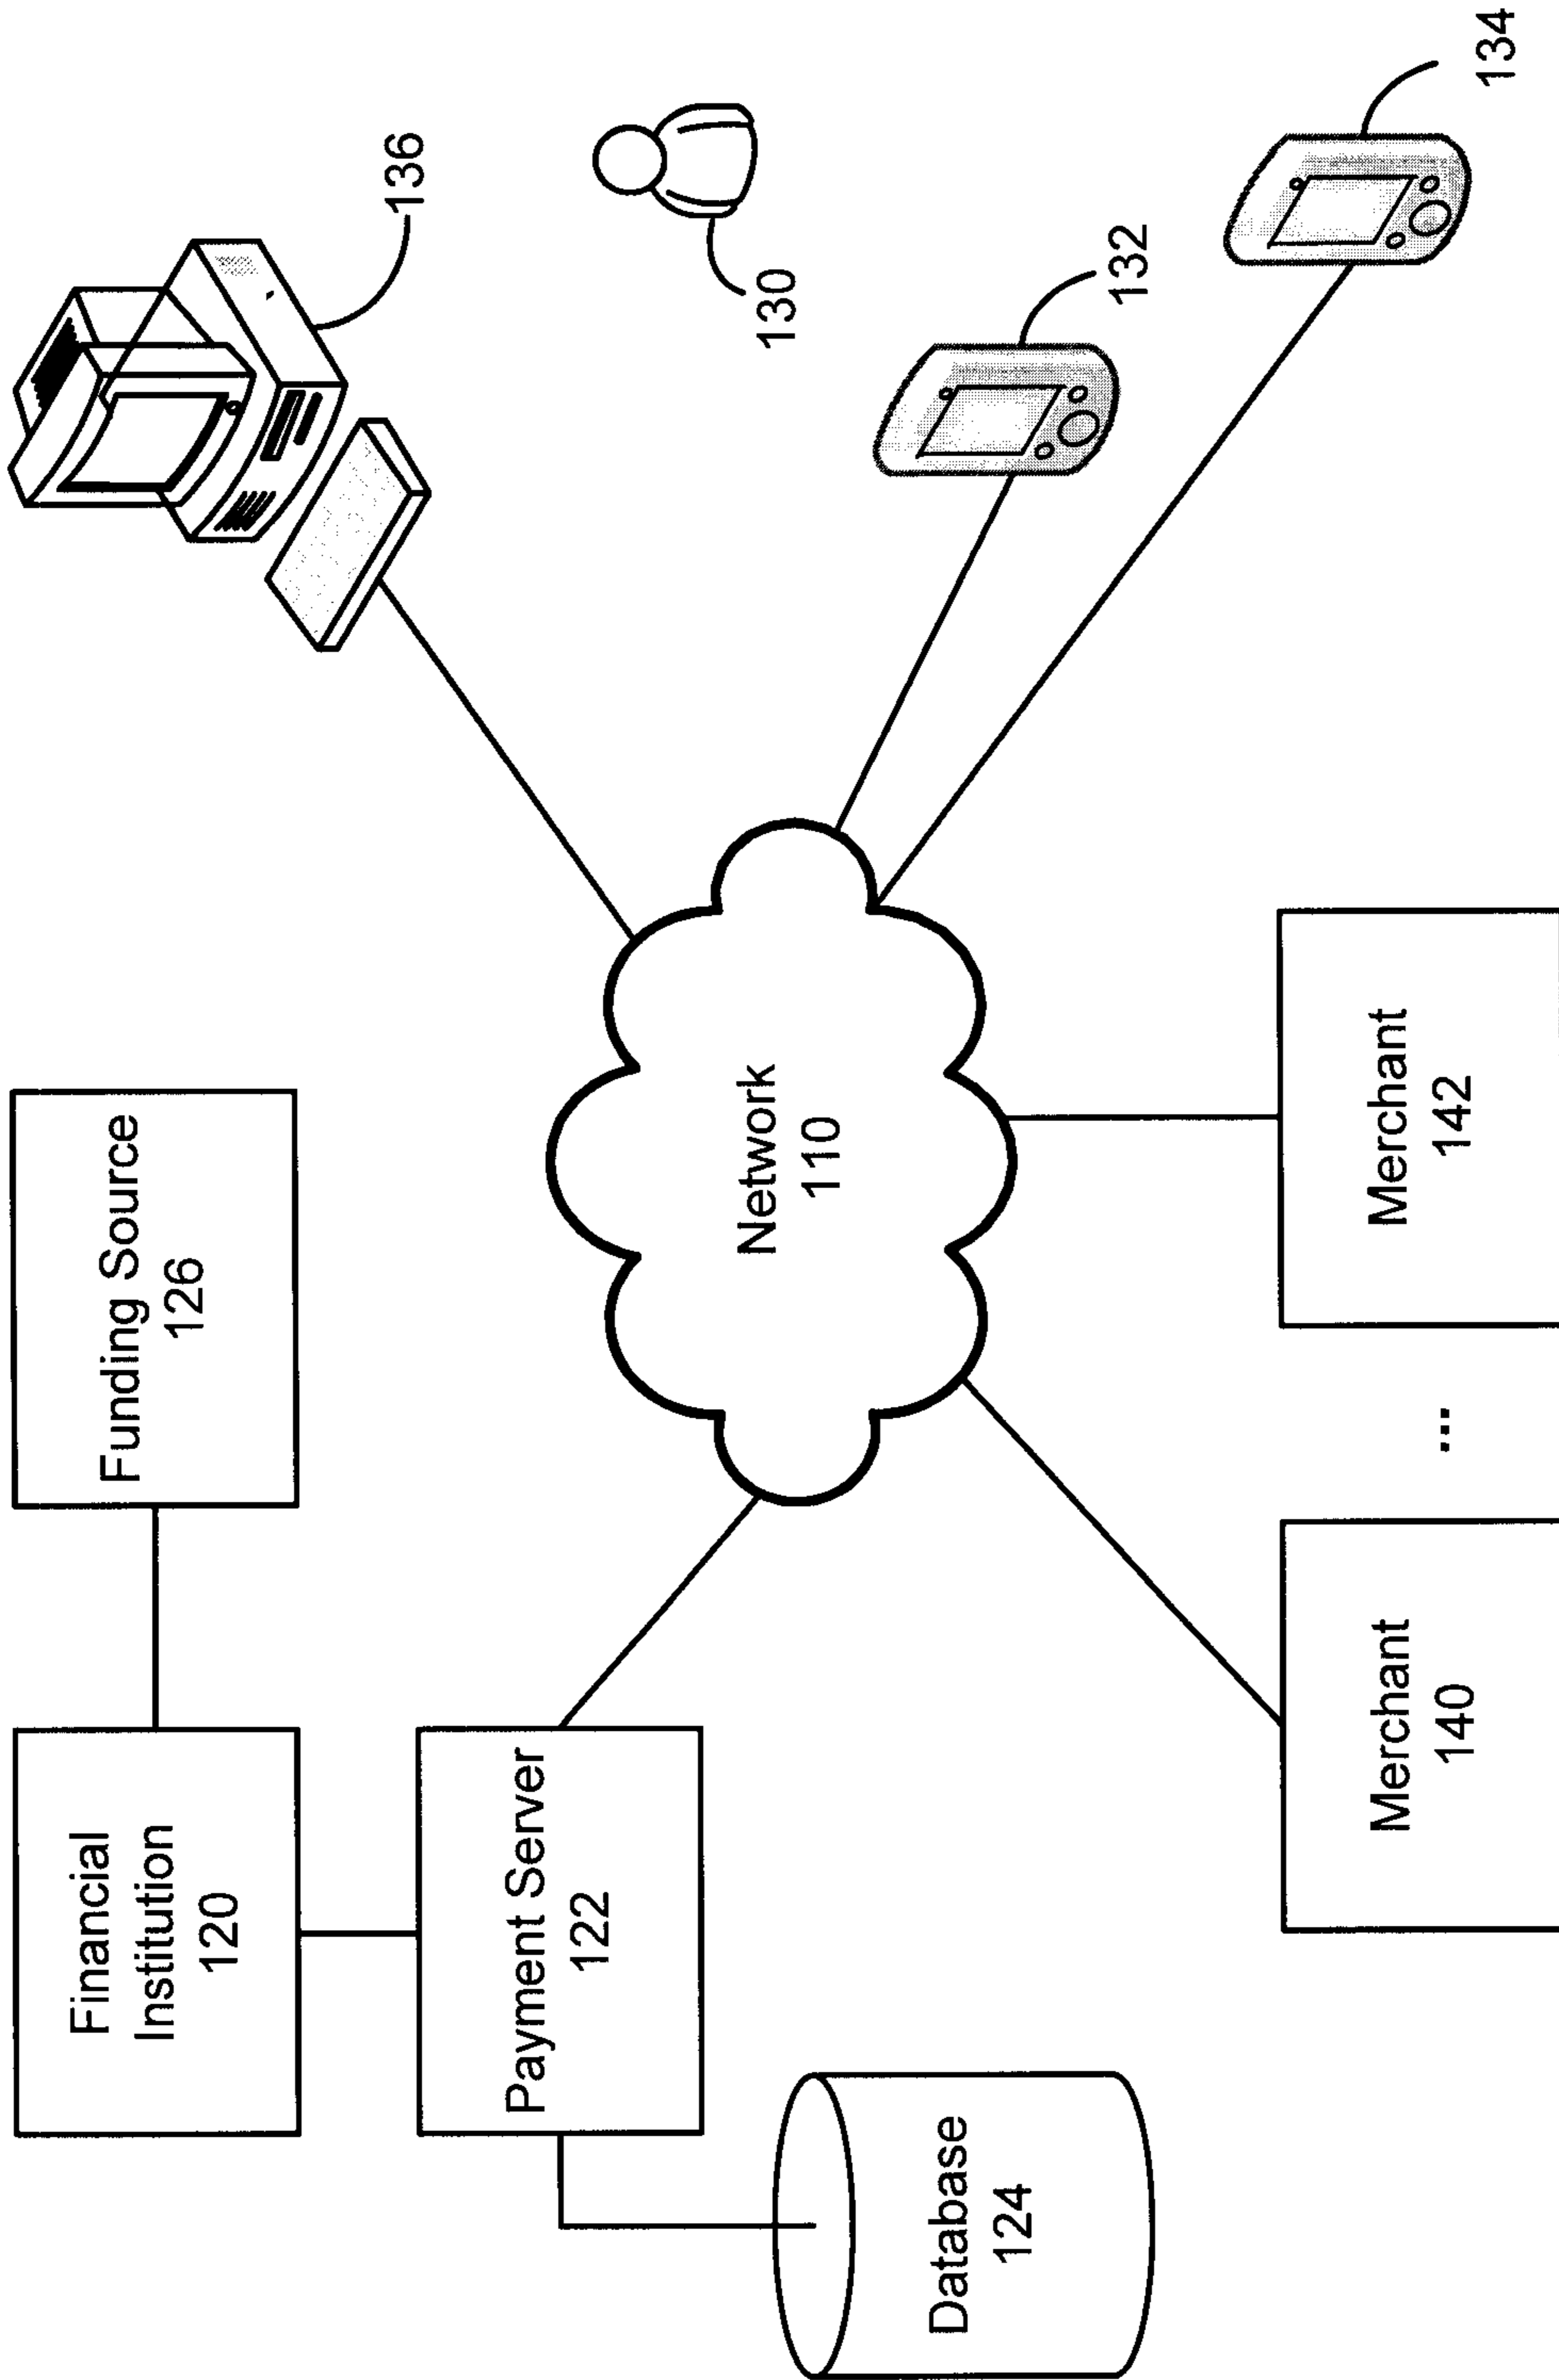 Financial
Institution
120
Funding Source
126
136
Payment Server
122
130
Database
124
Network
110
132
134
Merchant
140
...
Merchant
142